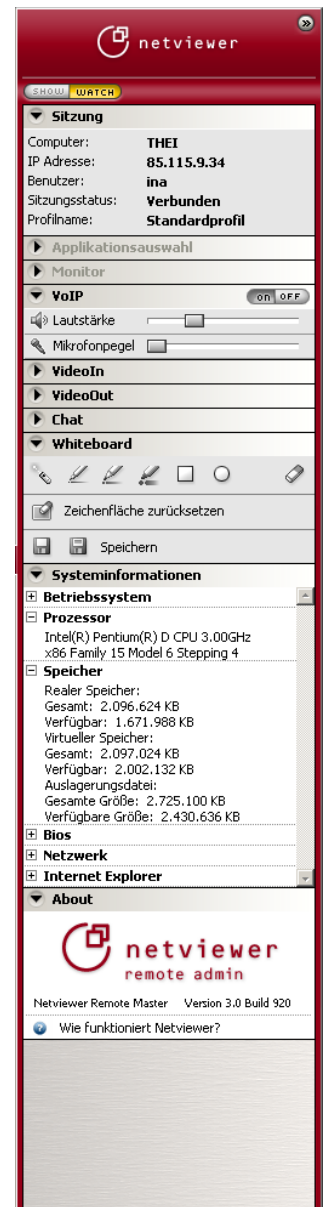 netviewer
SHOW WATCH
Sitzung
Computer: THEI
IP Adresse: 85.115.9.34
Benutzer: ina
Sitzungsstatus: Verbunden
Profilname: Standardprofil
Applikationsauswahl
Monitor
VoIP on OFF
Lautstärke
Mikrofonpegel
VideoIn
VideoOut
Chat
Whiteboard
Zeichenfläche zurücksetzen
Speichern
Systeminformationen
Betriebssystem
Prozessor
Intel(R) Pentium(R) D CPU 3.00GHz
x86 Family 15 Model 6 Stepping 4
Speicher
Realer Speicher:
Gesamt: 2.096.624 KB
Verfügbar: 1.671.988 KB
Virtueller Speicher:
Gesamt: 2.097.024 KB
Verfügbar: 2.002.132 KB
Auslagerungsdatei:
Gesamte Größe: 2.725.100 KB
Verfügbare Größe: 2.430.636 KB
Bios
Netzwerk
Internet Explorer
About
netviewer
remote admin
Netviewer Remote Master Version 3.0 Build 920
Wie funktioniert Netviewer?